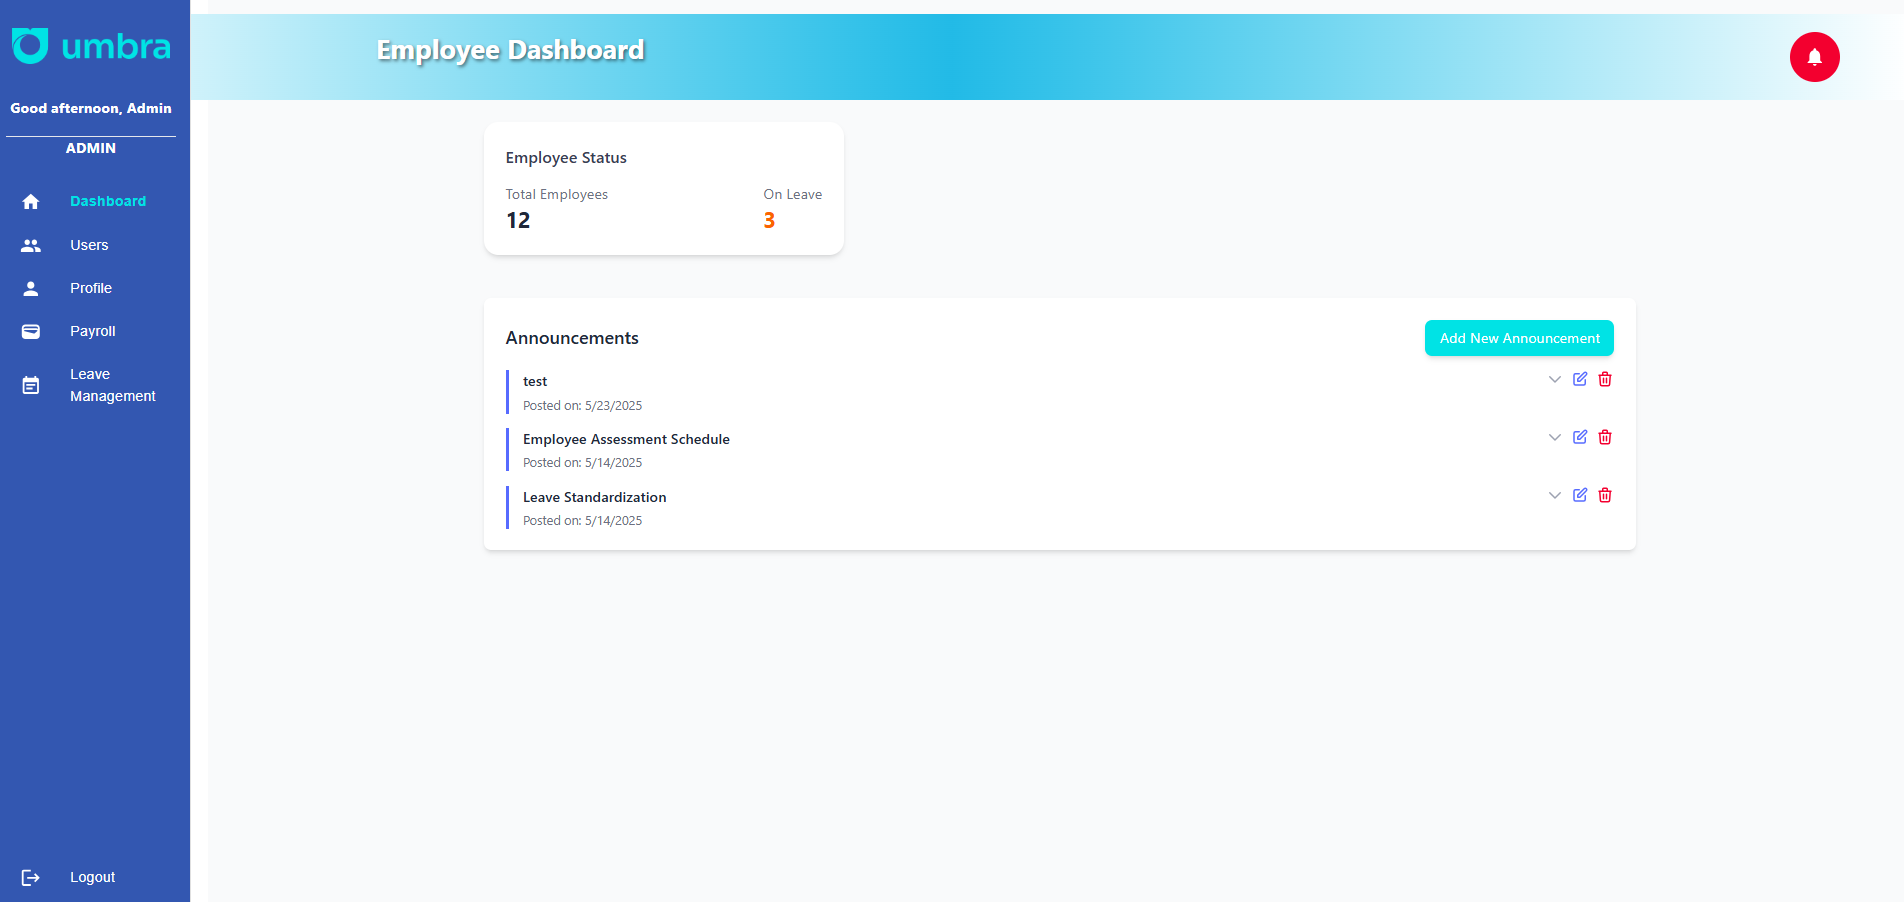 umbra
Good afternoon, Admin
ADMIN
Dashboard
Users
Profile
Payroll
Leave
Management
Logout
Employee Dashboard
Employee Status
Total Employees
On Leave
12
3
Announcements
Add New Announcement
test
Posted on: 5/23/2025
Employee Assessment Schedule
Posted on: 5/14/2025
Leave Standardization
Posted on: 5/14/2025